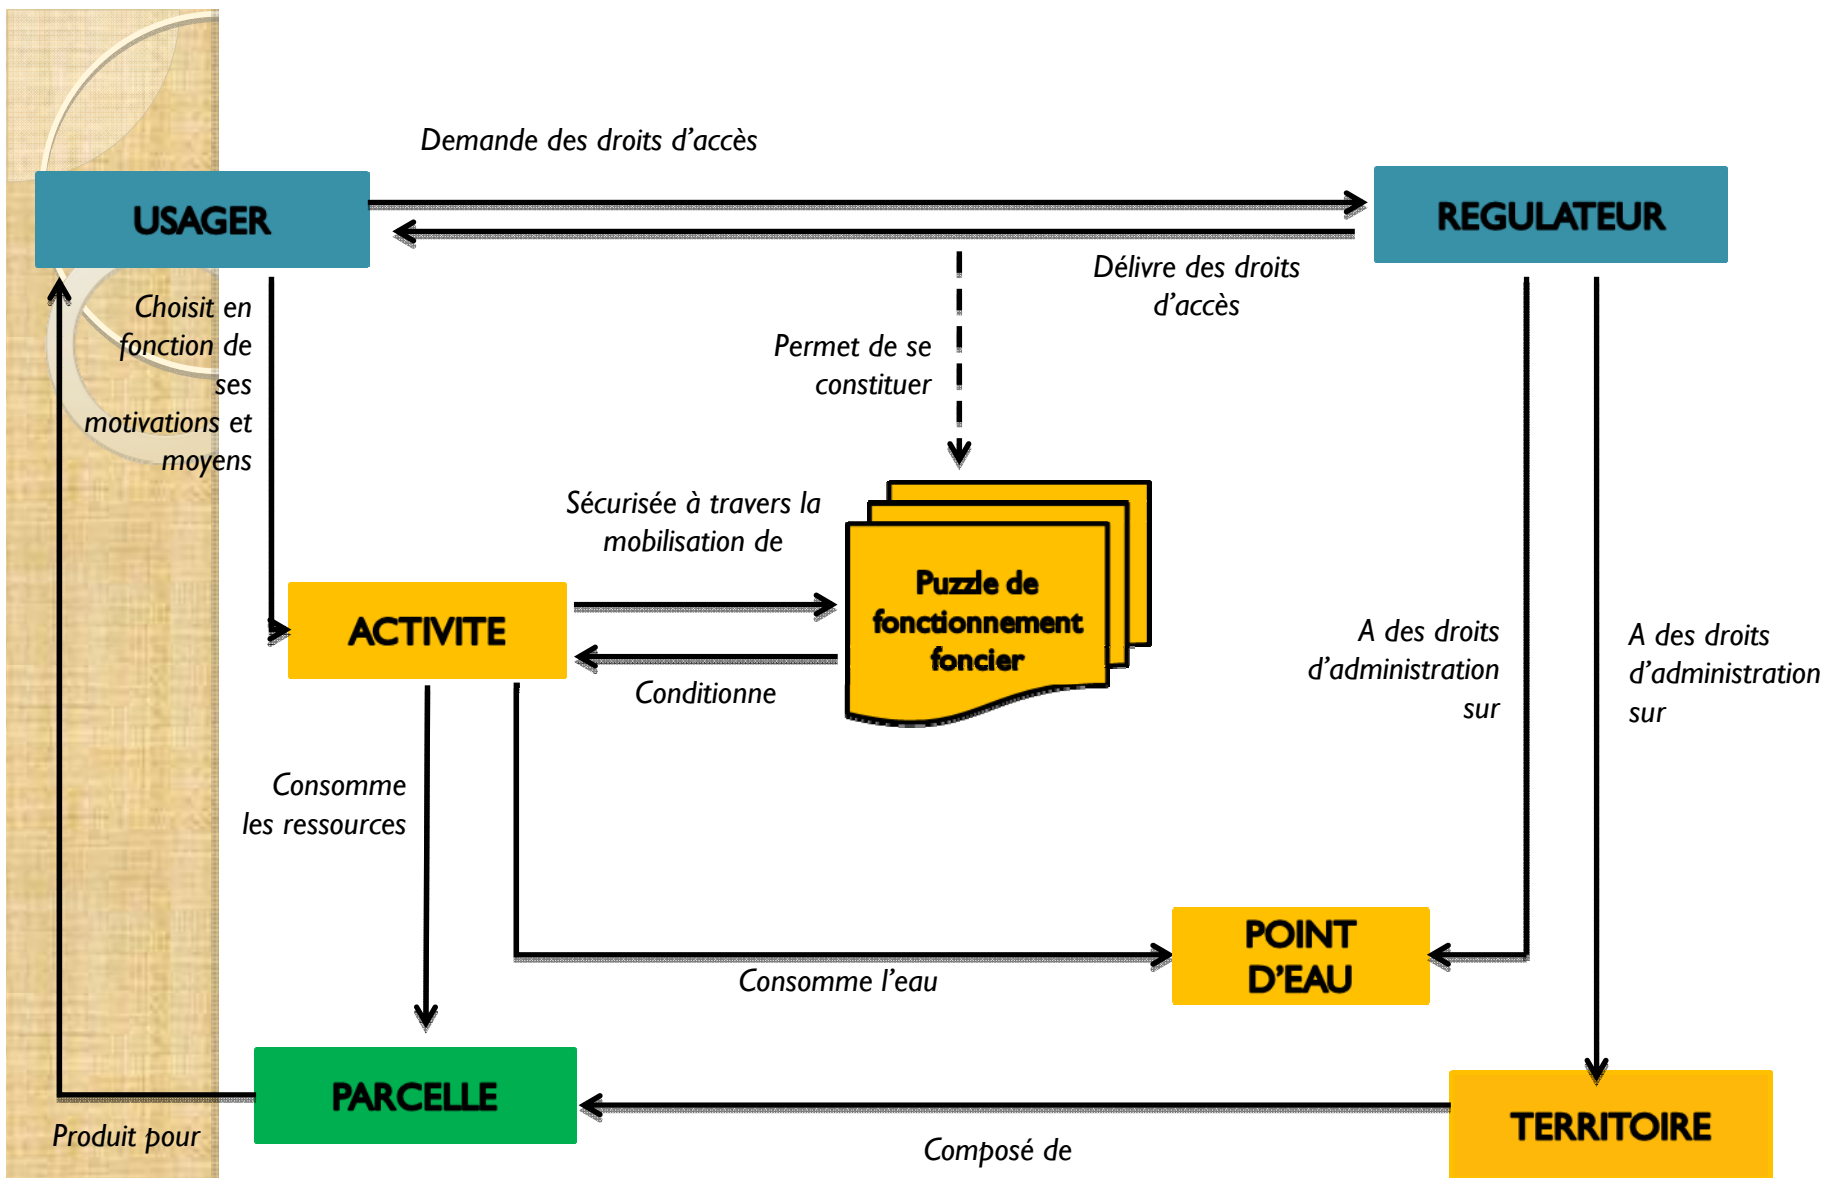 Demande des droits d'accès
USAGER
REGULATEUR
Délivre des droits
d'accès
Choisit en
fonction de
ses
motivations et
moyens
Permet de se
constituer
Sécurisée à travers la
mobilisation de
Puzzle de
fonctionnement
foncier
ACTIVITE
Conditionne
A des droits
d'administration
sur
A des droits
d'administration
sur
Consomme
les ressources
POINT
D'EAU
Consomme l'eau
PARCELLE
TERRITOIRE
Produit pour
Composé de